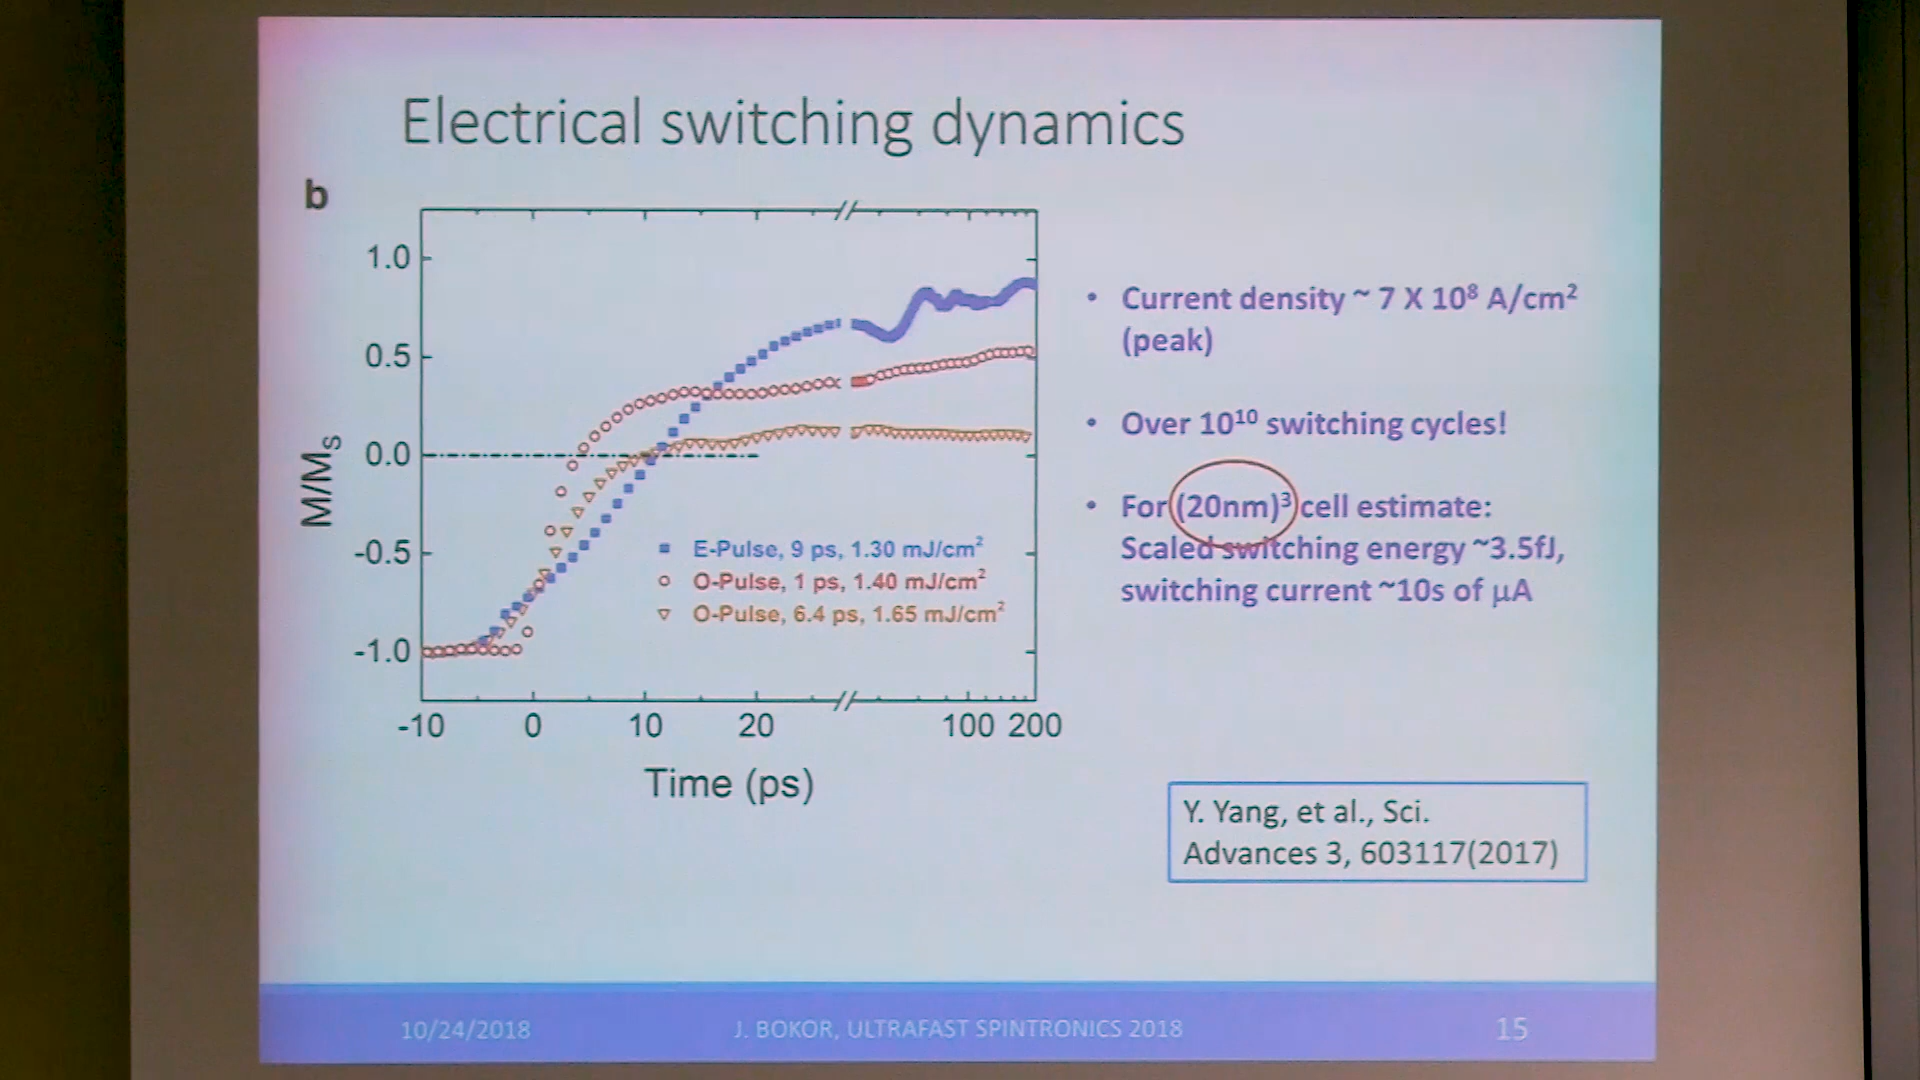 Electrical switching dynamics
b
1.0
0.5
0.0
-0.5
-1.0
M/M_S
E-Pulse, 9 ps, 1.30 mJ/cm²
O-Pulse, 1 ps, 1.40 mJ/cm²
O-Pulse, 6.4 ps, 1.65 mJ/cm²
-10 0 10 20 100 200
Time (ps)
• Current density ~ 7 X 10⁸ A/cm²
(peak)
• Over 10¹⁰ switching cycles!
• For (20nm)³ cell estimate:
Scaled switching energy ~3.5fJ,
switching current ~10s of µA
Y. Yang, et al., Sci.
Advances 3, 603117(2017)
10/24/2018
J. BOKOR, ULTRAFAST SPINTRONICS 2018
15